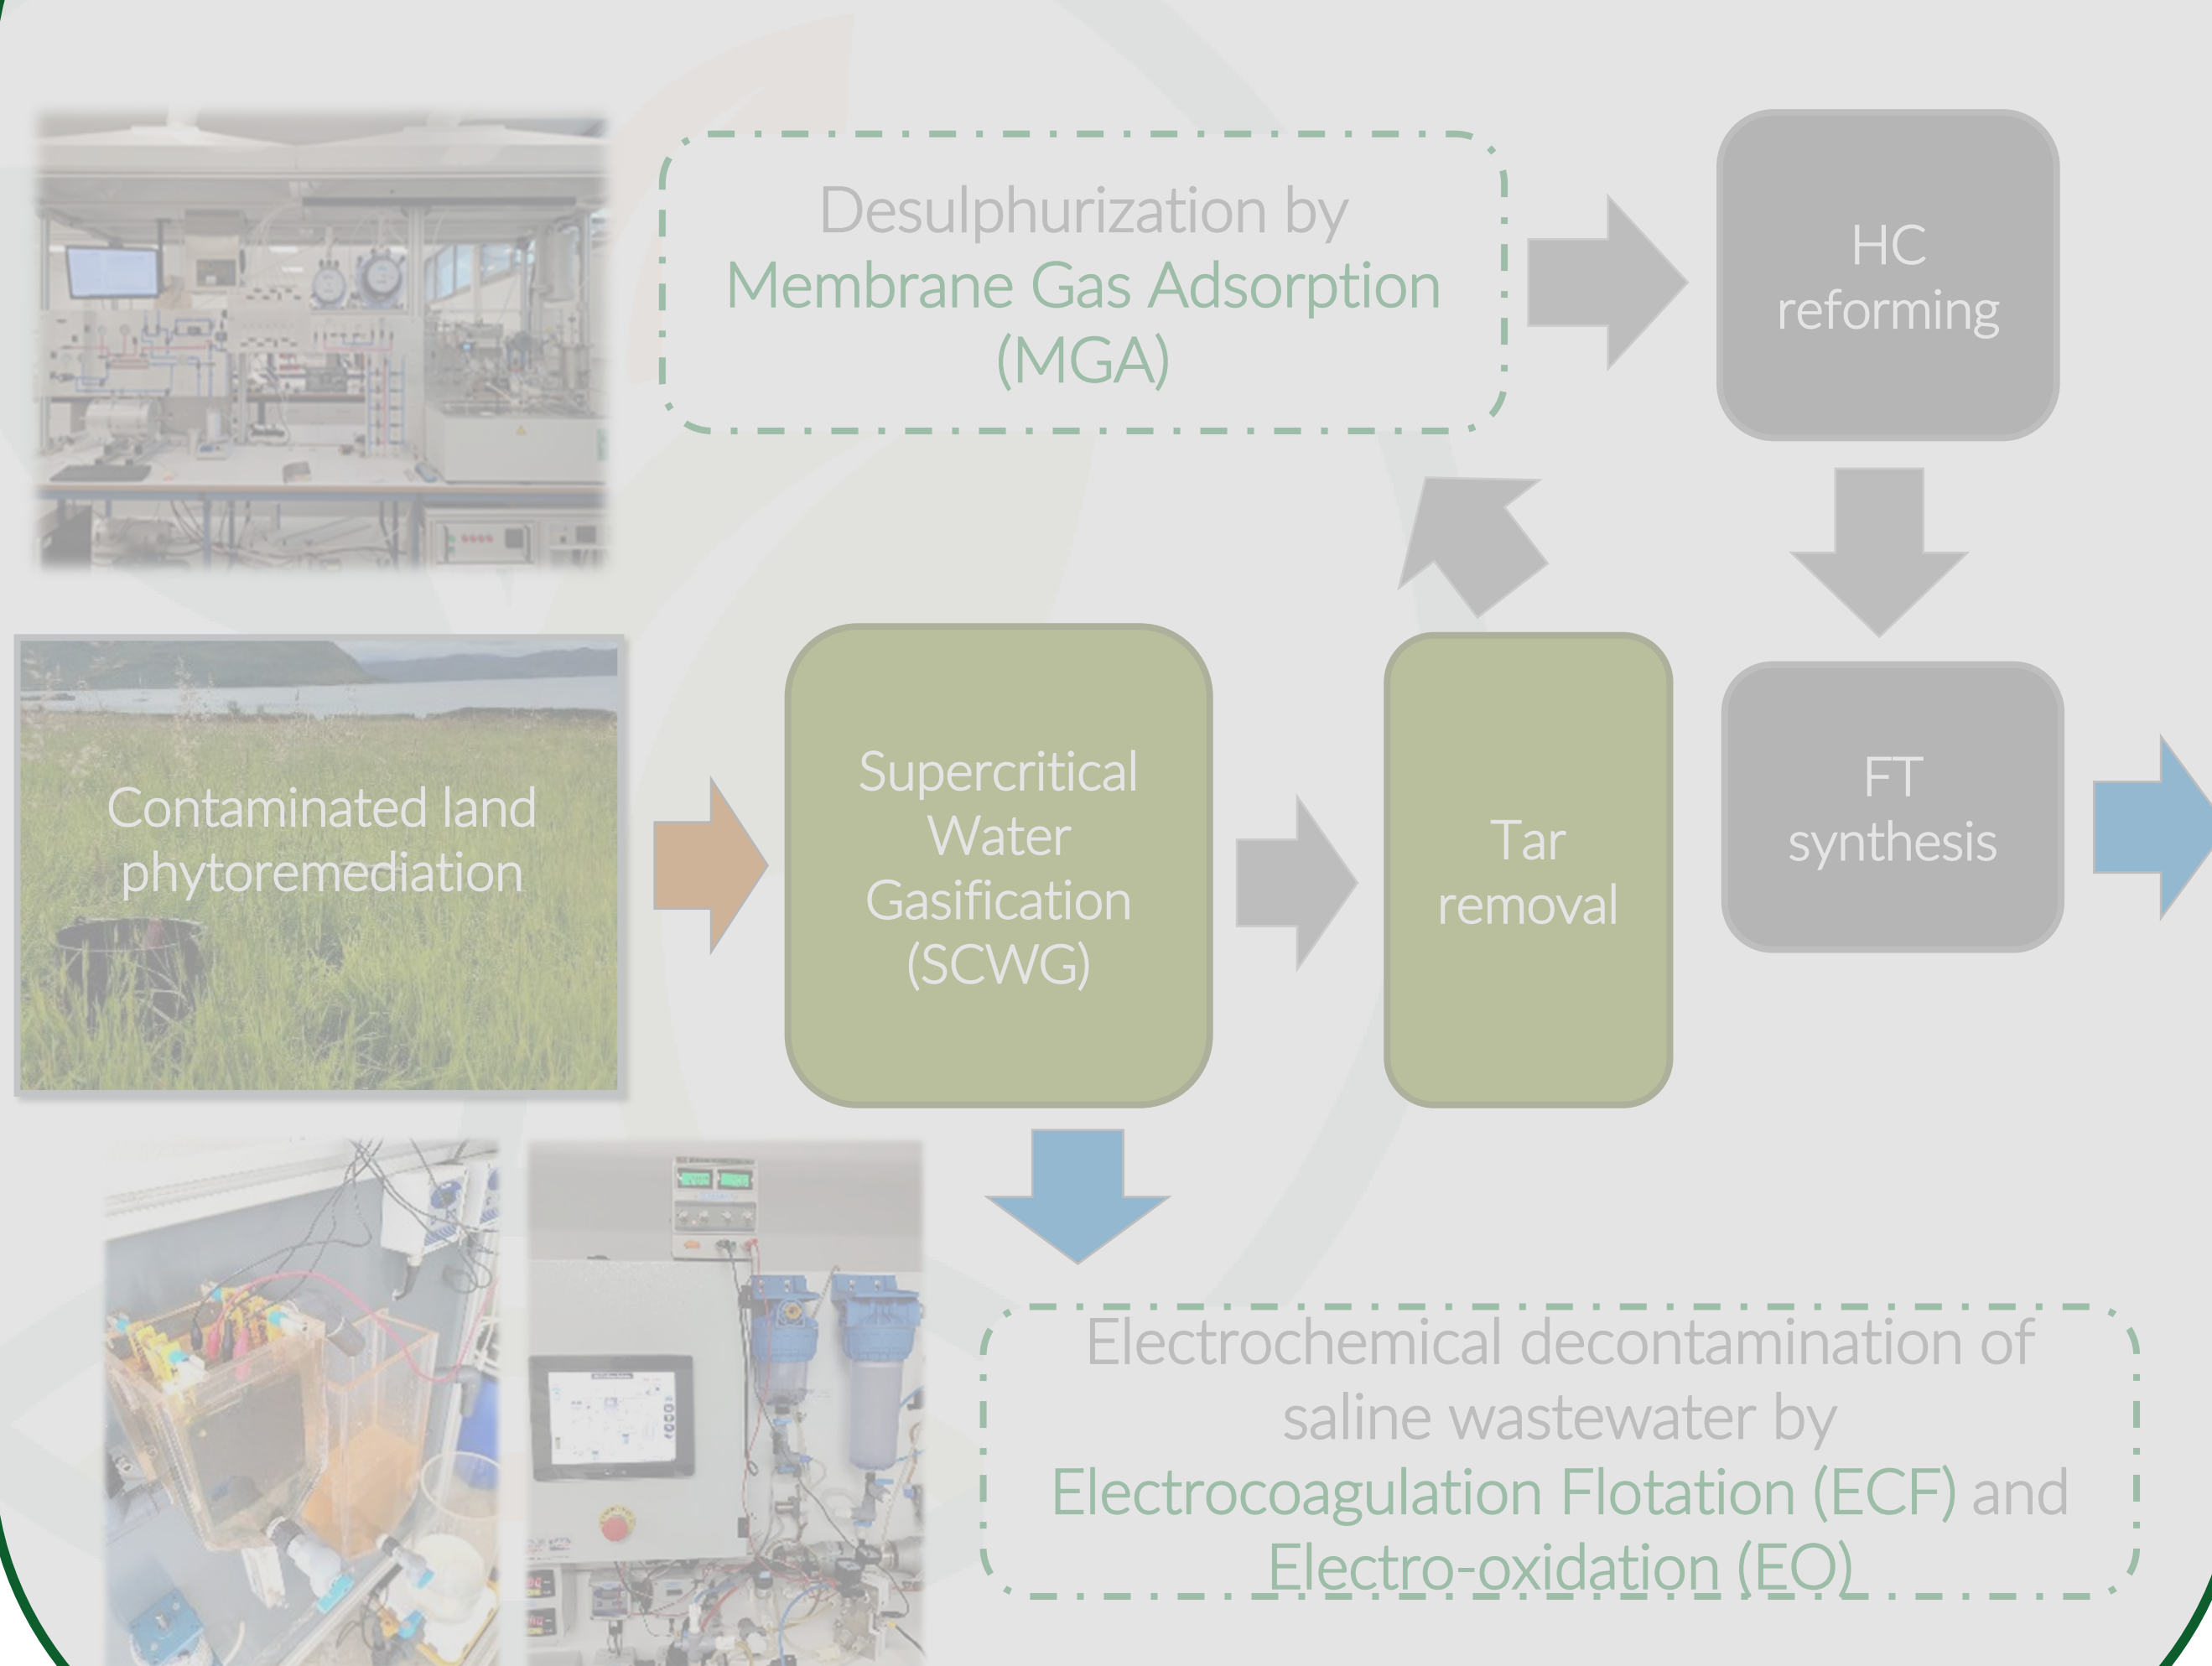 Desulphurization by
Membrane Gas Adsorption
(MGA)
HC
reforming
Contaminated land
phytoremediation
Supercritical
Water
Gasification
(SCWG)
Tar
removal
FT
synthesis
Electrochemical decontamination of
saline wastewater by
Electrocoagulation Flotation (ECF) and
Electro-oxidation (EO)